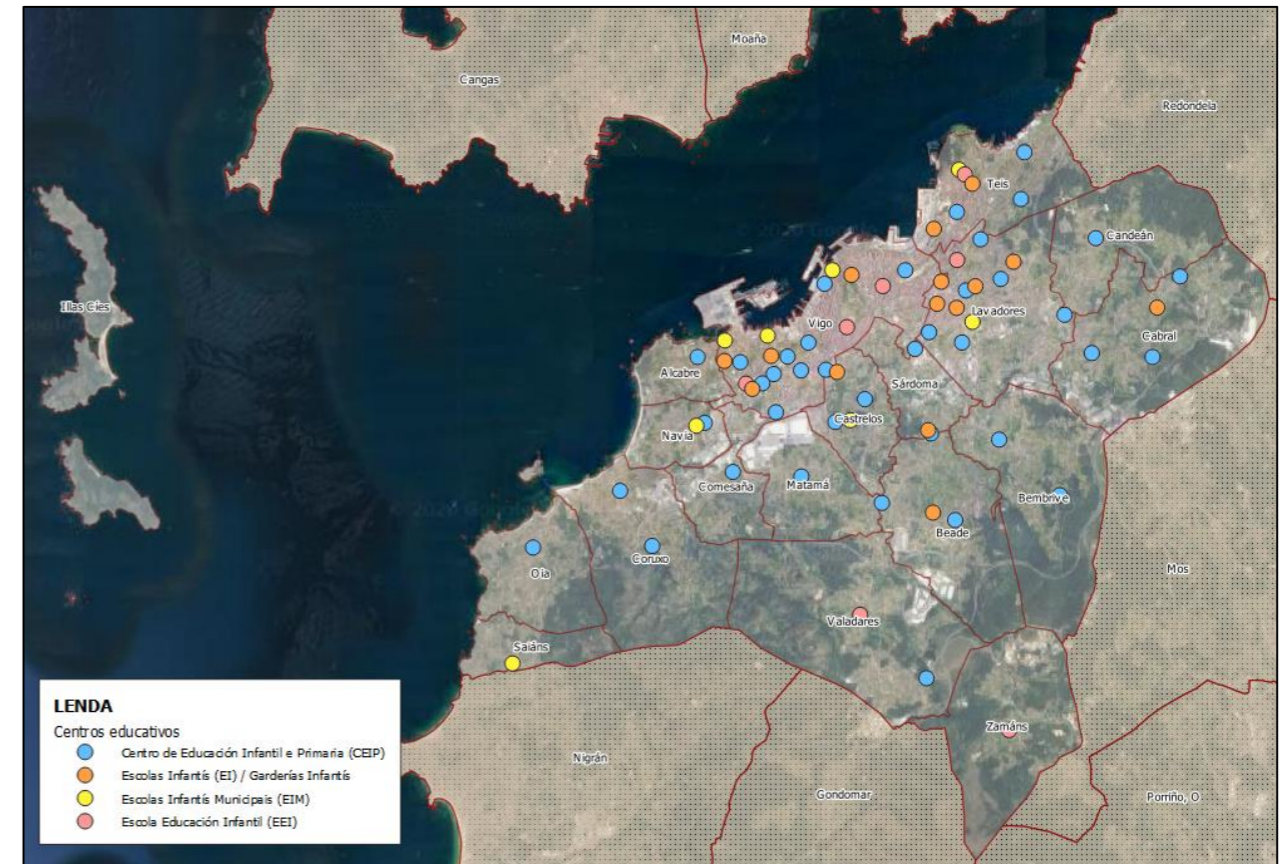 Moaña
Cangas
Redondela
Teis
Candeán
Illas Cíes
Lavadores
Vigo
Cabral
Alcabre
Sárdoma
Castrelos
Navia
Comesaña
Matamá
Bembrive
Beade
Coruxo
Oia
Mos
Valadares
Saiáns
Zamáns
Nigrán
Gondomar
Porriño, O
LENDA
Centros educativos
Centro de Educación Infantil e Primaria (CEIP)
Escolas Infantís (EI) / Garderías Infantís
Escolas Infantís Municipais (EIM)
Escola Educación Infantil (EEI)